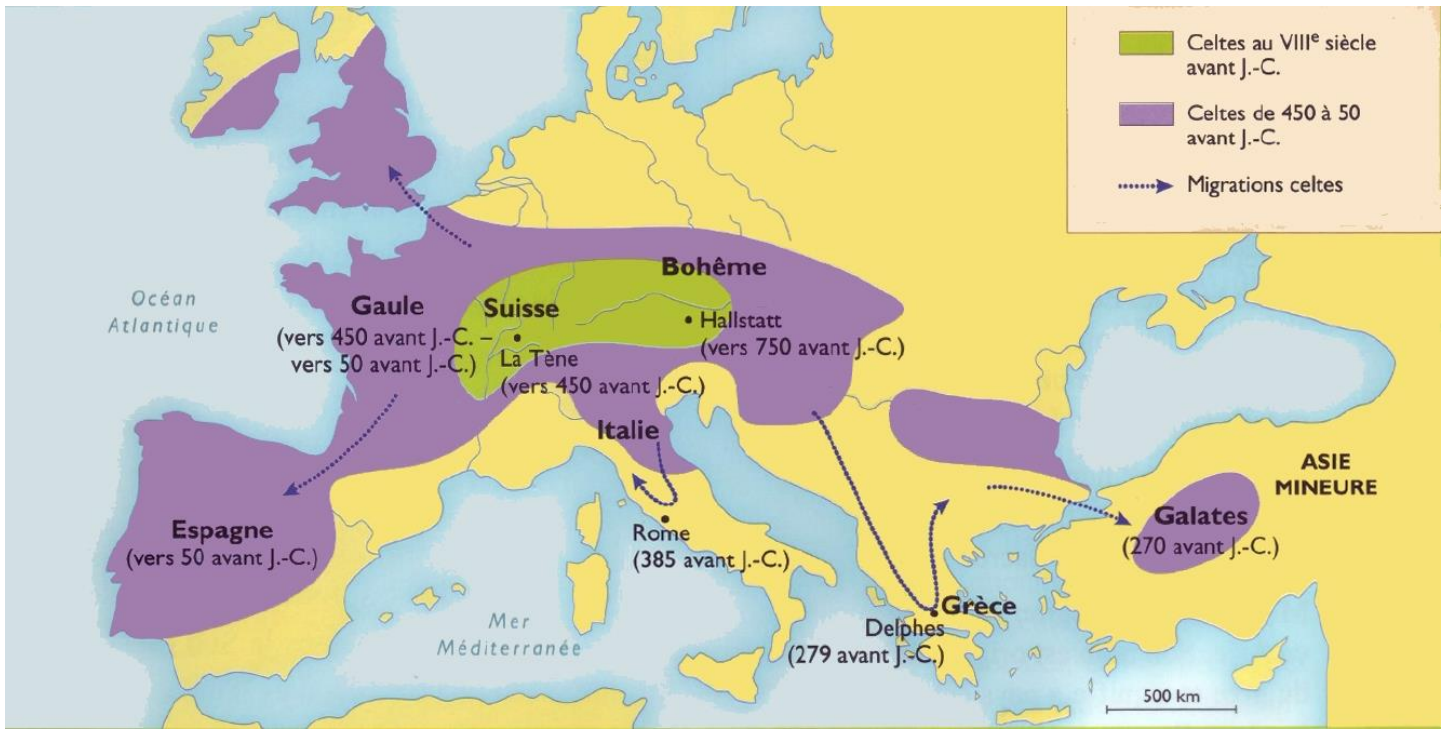 Celtes au VIIIe siècle
avant J.-C.
Celtes de 450 à 50
avant J.-C.
Migrations celtes
Océan
Atlantique
Gaule
(vers 450 avant J.-C. –
vers 50 avant J.-C.)
Suisse
La Tène
(vers 450 avant J.-C.)
Bohême
Hallstatt
(vers 750 avant J.-C.)
Italie
Espagne
(vers 50 avant J.-C.)
Rome
(385 avant J.-C.)
Mer
Méditerranée
Grèce
Delphes
(279 avant J.-C.)
ASIE
MINEURE
Galates
(270 avant J.-C.)
500 km